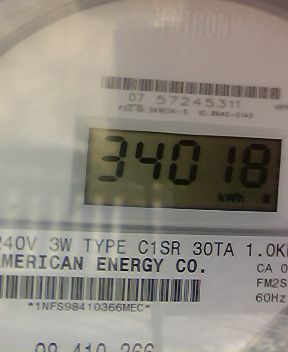 ITRON
07 57245311
34018
kWh
240V 3W TYPE C1SR 30TA 1.0K
AMERICAN ENERGY CO.
CA 0
FM2S
60Hz
*1NFS98410366MEC*
98 410 366